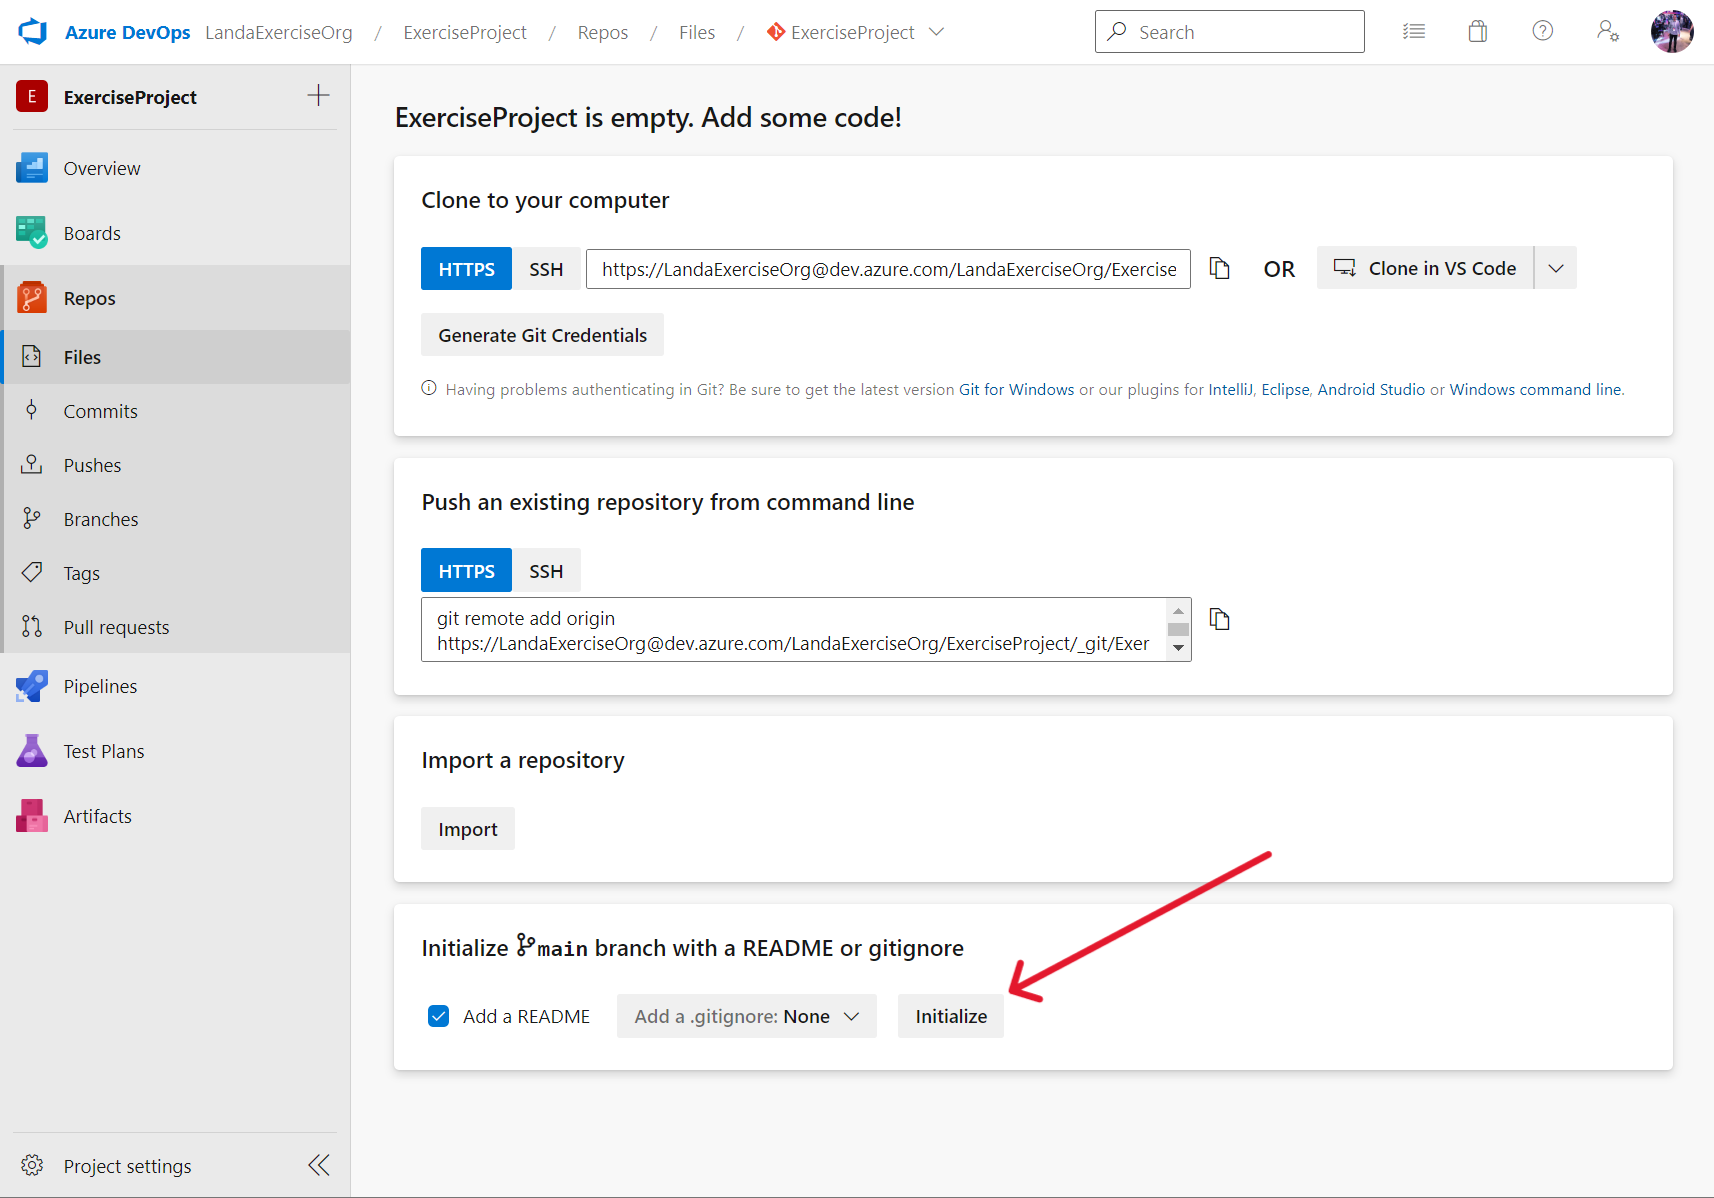 Azure DevOps LandaExerciseOrg / ExerciseProject / Repos / Files / ExerciseProject
Search
E ExerciseProject
Overview
Boards
Repos
Files
Commits
Pushes
Branches
Tags
Pull requests
Pipelines
Test Plans
Artifacts
Project settings
ExerciseProject is empty. Add some code!
Clone to your computer
HTTPS SSH https://LandaExerciseOrg@dev.azure.com/LandaExerciseOrg/Exercise OR Clone in VS Code
Generate Git Credentials
Having problems authenticating in Git? Be sure to get the latest version Git for Windows or our plugins for IntelliJ, Eclipse, Android Studio or Windows command line.
Push an existing repository from command line
HTTPS SSH
git remote add origin
https://LandaExerciseOrg@dev.azure.com/LandaExerciseOrg/ExerciseProject/_git/Exer
Import a repository
Import
Initialize main branch with a README or gitignore
Add a README Add a .gitignore: None Initialize